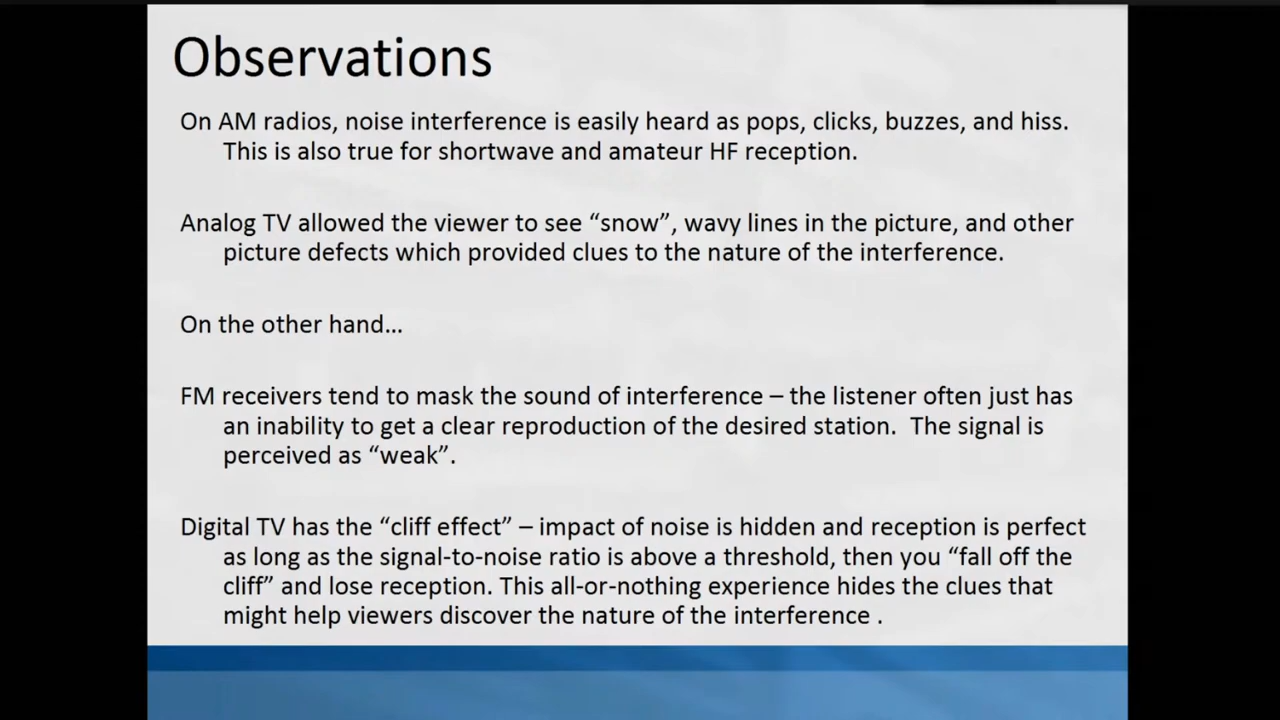 Observations
On AM radios, noise interference is easily heard as pops, clicks, buzzes, and hiss.
This is also true for shortwave and amateur HF reception.
Analog TV allowed the viewer to see “snow”, wavy lines in the picture, and other
picture defects which provided clues to the nature of the interference.
On the other hand…
FM receivers tend to mask the sound of interference – the listener often just has
an inability to get a clear reproduction of the desired station.  The signal is
perceived as “weak”.
Digital TV has the “cliff effect” – impact of noise is hidden and reception is perfect
as long as the signal-to-noise ratio is above a threshold, then you “fall off the
cliff” and lose reception. This all-or-nothing experience hides the clues that
might help viewers discover the nature of the interference .